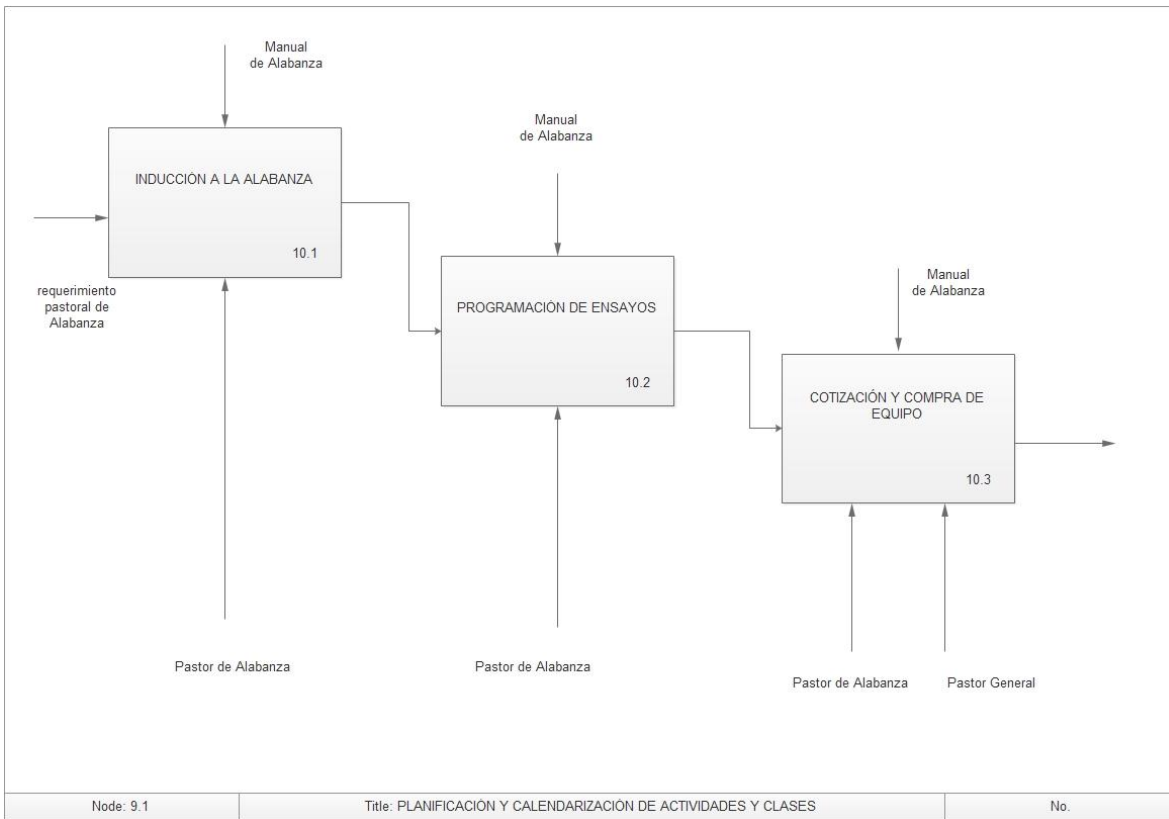 Manual
de Alabanza
INDUCCIÓN A LA ALABANZA
10.1
requerimiento
pastoral de
Alabanza
Pastor de Alabanza
Manual
de Alabanza
PROGRAMACIÓN DE ENSAYOS
10.2
Pastor de Alabanza
Manual
de Alabanza
COTIZACIÓN Y COMPRA DE
EQUIPO
10.3
Pastor de Alabanza
Pastor General
Node: 9.1
Title: PLANIFICACIÓN Y CALENDARIZACIÓN DE ACTIVIDADES Y CLASES
No.